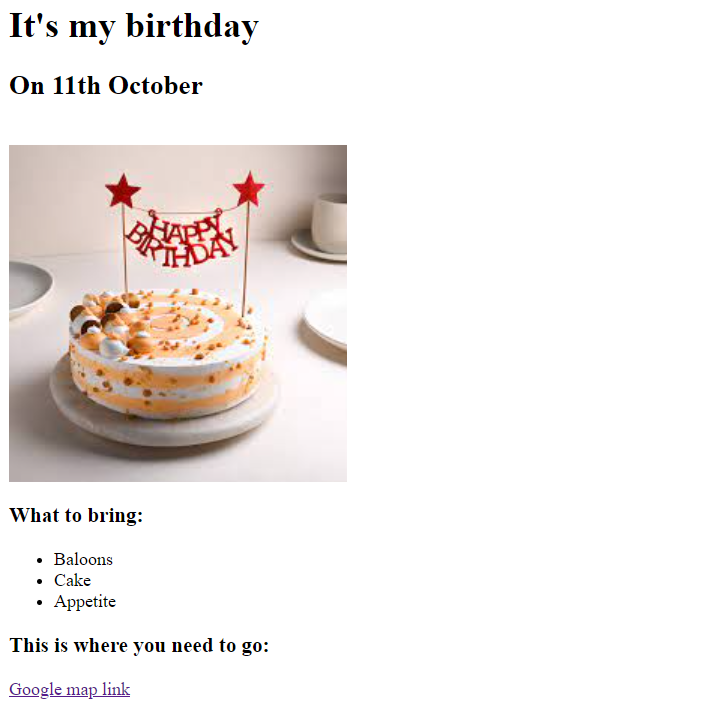 It's my birthday
On 11th October
HAPPY
BIRTHDAY
What to bring:
Baloons
Cake
Appetite
This is where you need to go:
Google map link